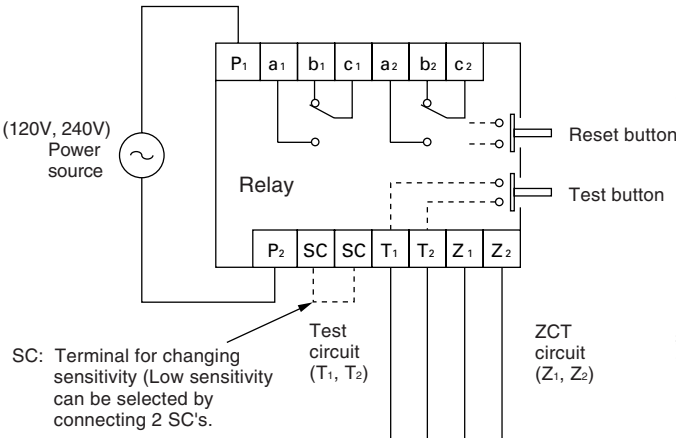 P₁ a₁ b₁ c₁ a₂ b₂ c₂
(120V, 240V)
Power
source
Reset button
Relay
Test button
P₂ SC SC T₁ T₂ Z₁ Z₂
SC: Terminal for changing
sensitivity (Low sensitivity
can be selected by
connecting 2 SC's.
Test
circuit
(T₁, T₂)
ZCT
circuit
(Z₁, Z₂)